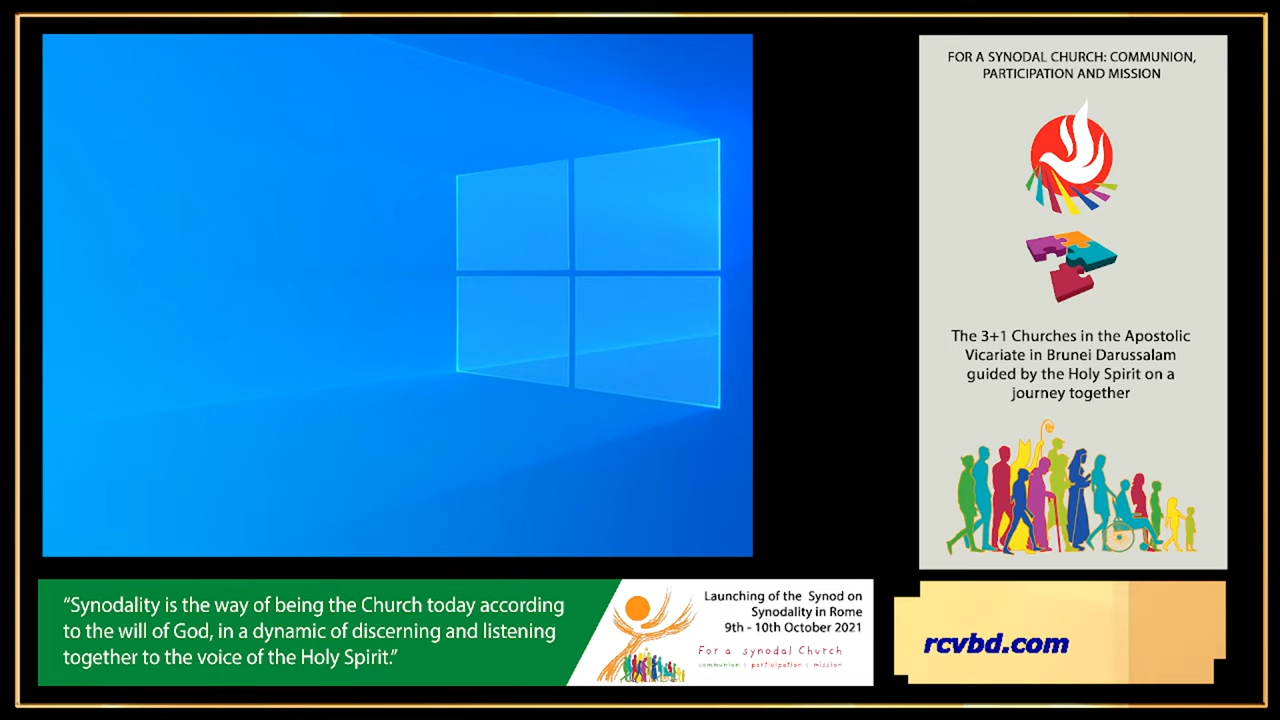 FOR A SYNODAL CHURCH: COMMUNION,
PARTICIPATION AND MISSION
The 3+1 Churches in the Apostolic
Vicariate in Brunei Darussalam
guided by the Holy Spirit on a
journey together
“Synodality is the way of being the Church today according
to the will of God, in a dynamic of discerning and listening
together to the voice of the Holy Spirit.”
Launching of the Synod on
Synodality in Rome
9th - 10th October 2021
For a synodal Church
communion | participation | mission
rcvbd.com